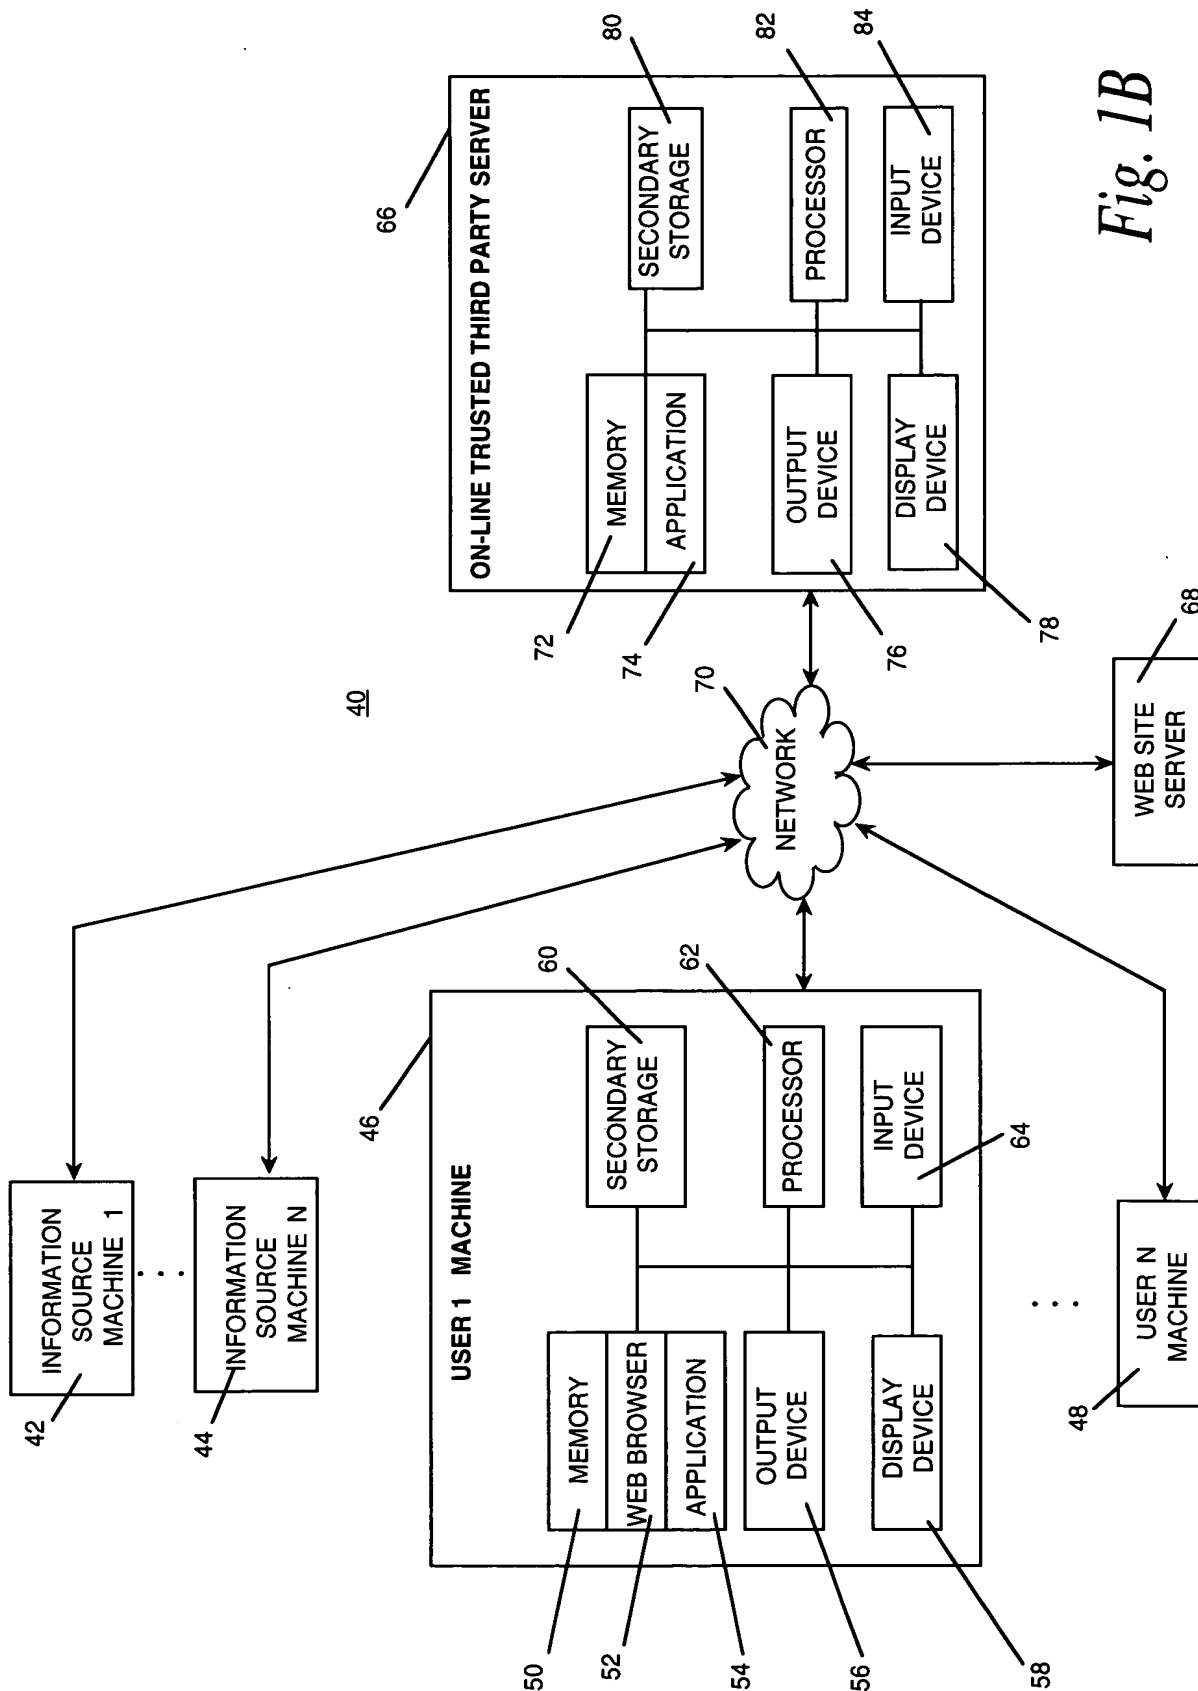 40
42
INFORMATION
SOURCE
MACHINE 1
. . .
44
INFORMATION
SOURCE
MACHINE N
46
USER 1 MACHINE
50
MEMORY
52
WEB BROWSER
54
APPLICATION
60
SECONDARY
STORAGE
56
OUTPUT
DEVICE
62
PROCESSOR
58
DISPLAY
DEVICE
64
INPUT
DEVICE
. . .
48
USER N
MACHINE
70
NETWORK
66
ON-LINE TRUSTED THIRD PARTY SERVER
72
MEMORY
74
APPLICATION
80
SECONDARY
STORAGE
76
OUTPUT
DEVICE
82
PROCESSOR
78
DISPLAY
DEVICE
84
INPUT
DEVICE
68
WEB SITE
SERVER
Fig. 1B